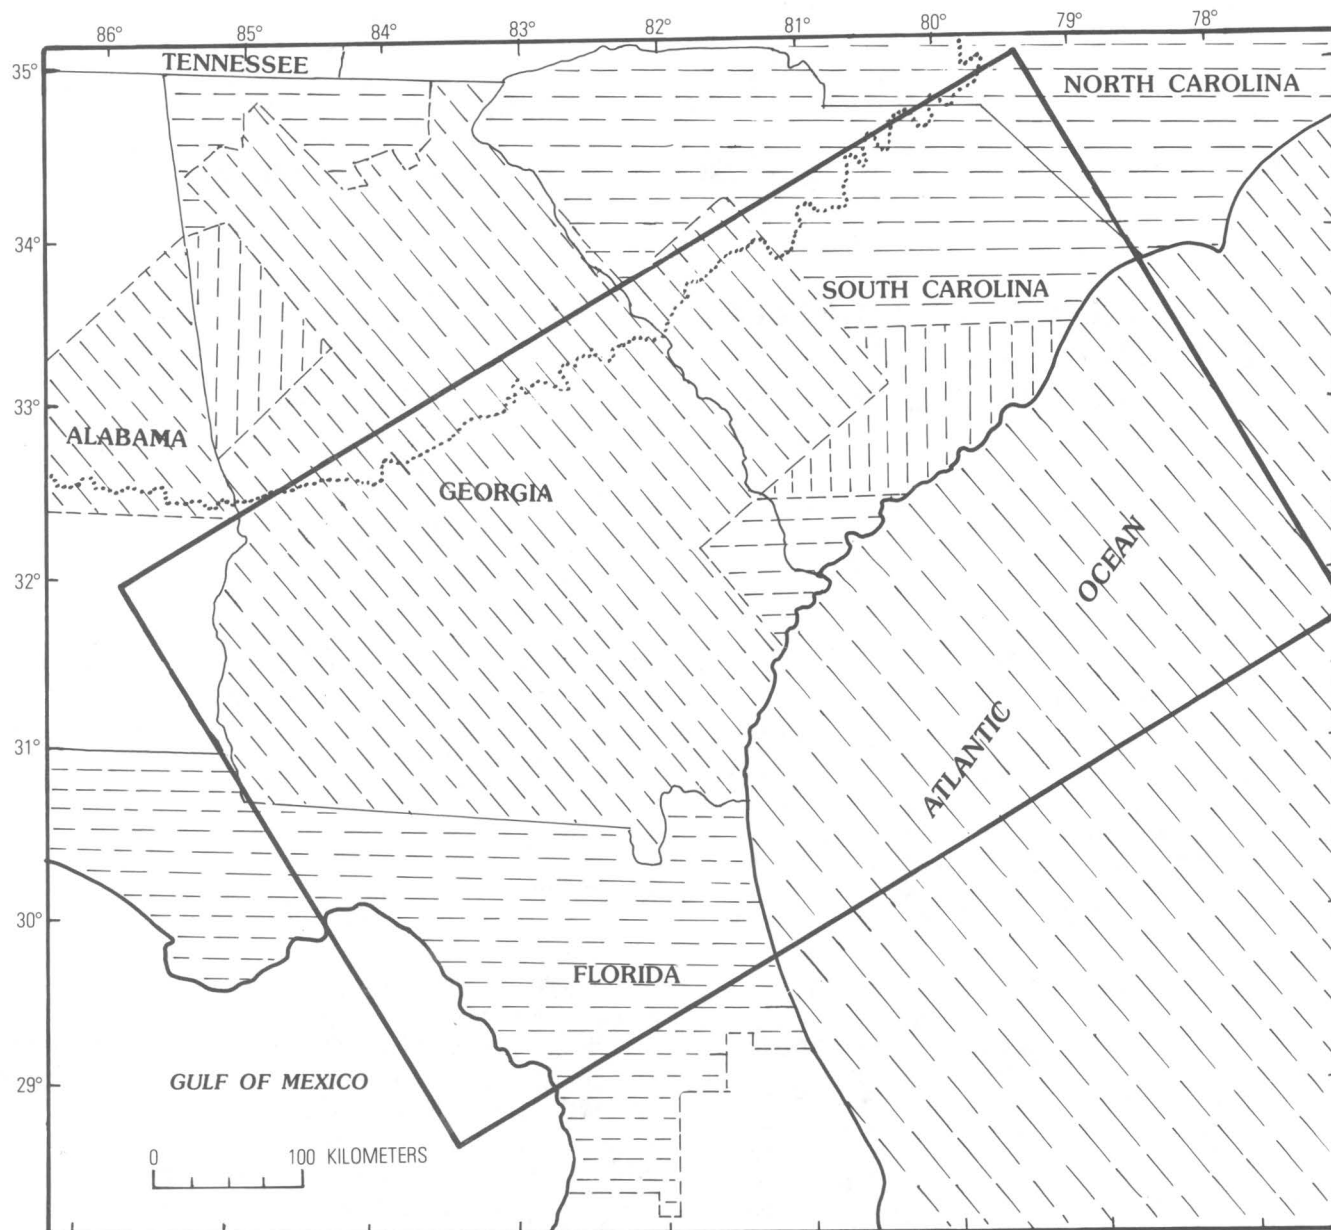 86° 85° 84° 83° 82° 81° 80° 79° 78°
35°
TENNESSEE
NORTH CAROLINA
34°
SOUTH CAROLINA
33°
ALABAMA
GEORGIA
32°
OCEAN
31°
ATLANTIC
30°
FLORIDA
29°
GULF OF MEXICO
0 100 KILOMETERS